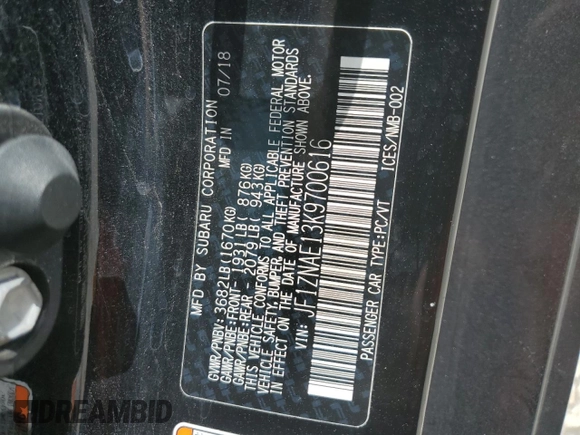 MFD BY SUBARU CORPORATION
MFD IN 07/18
GVWR/PNBV:3682LB(1670KG)
GAWR/PNBE:FRONT-1931LB( 876KG)
GAWR/PNBE:REAR -2079LB( 943KG)
THIS VEHICLE CONFORMS TO ALL APPLICABLE FEDERAL MOTOR
VEHICLE SAFETY,BUMPER,AND THEFT PREVENTION STANDARDS
IN EFFECT ON THE DATE OF MANUFACTURE SHOWN ABOVE.
VIN: JF1ZNAE13K9700616
PASSENGER CAR TYPE:PC/VT ICES/NMB-002
DREAMBID